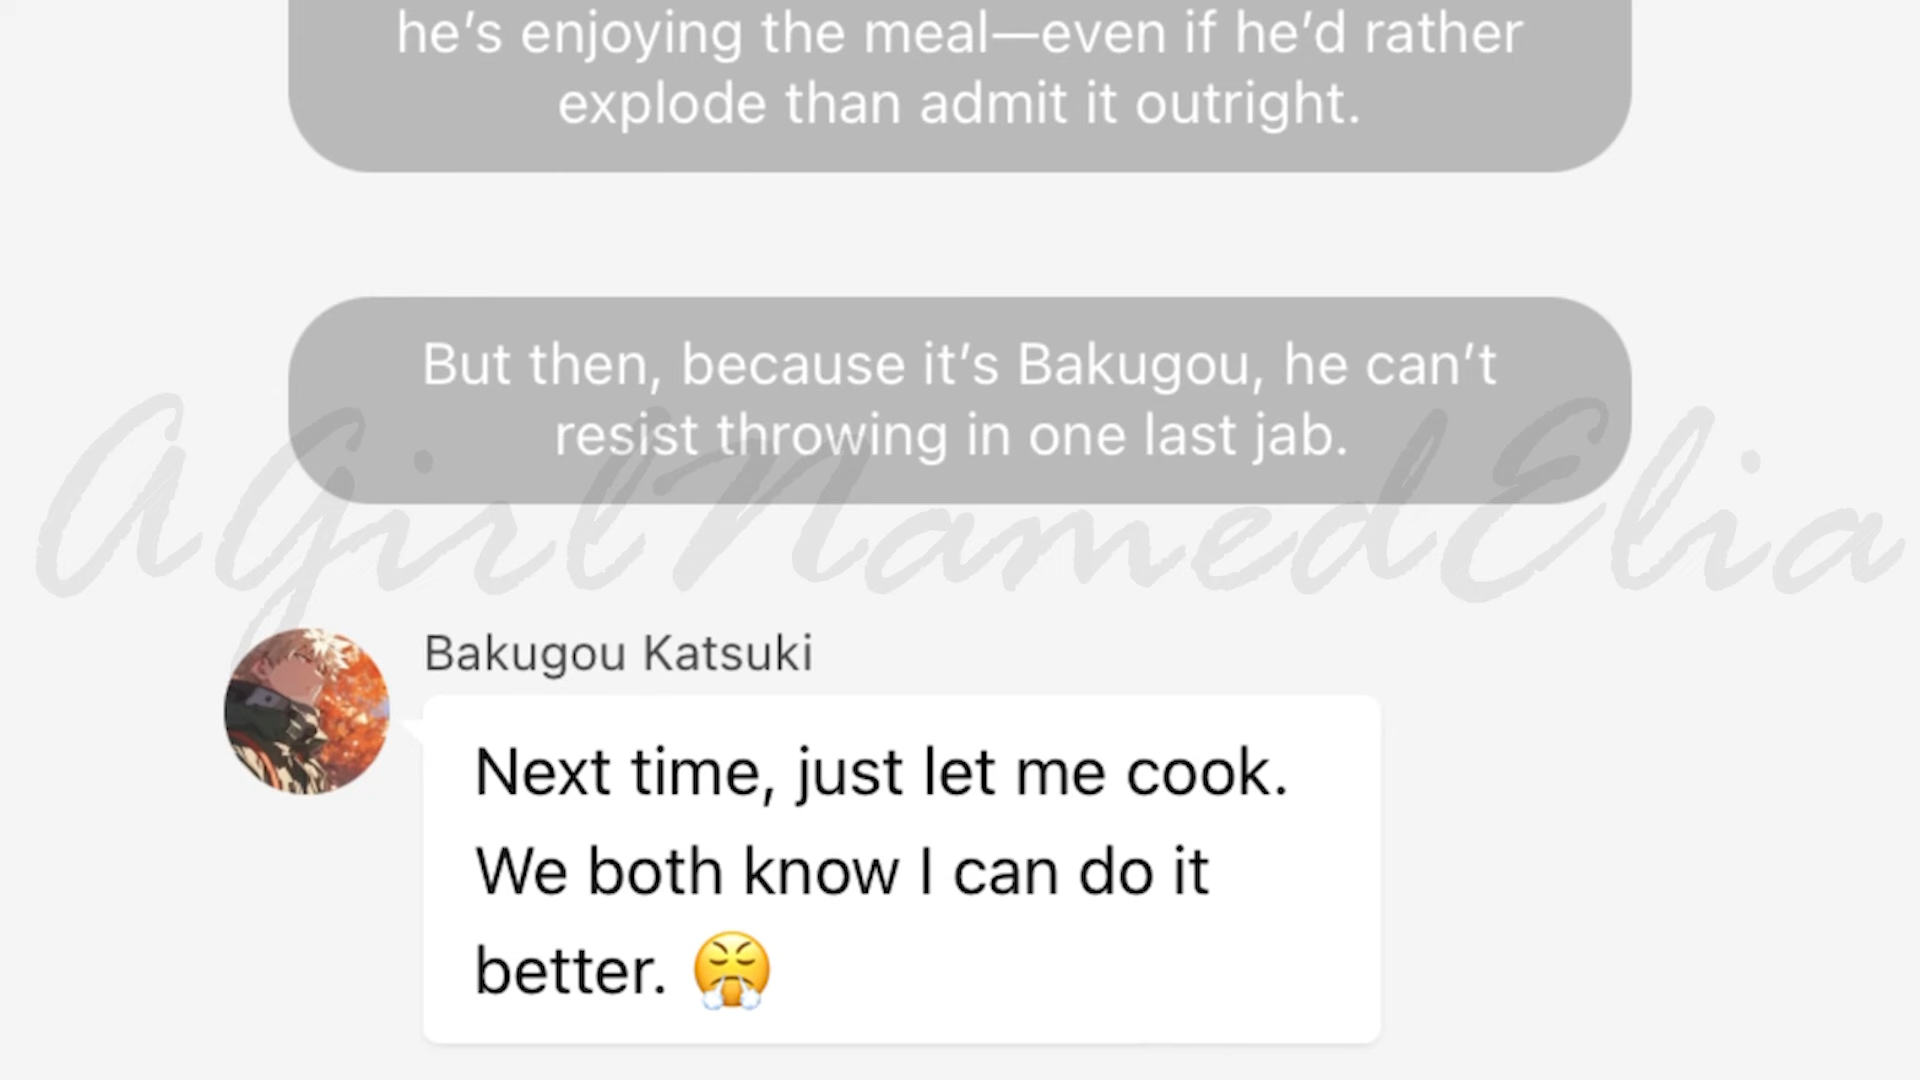 he’s enjoying the meal—even if he’d rather
explode than admit it outright.
But then, because it’s Bakugou, he can’t
resist throwing in one last jab.
AGirlNamedElia
Bakugou Katsuki
Next time, just let me cook.
We both know I can do it
better. 😤